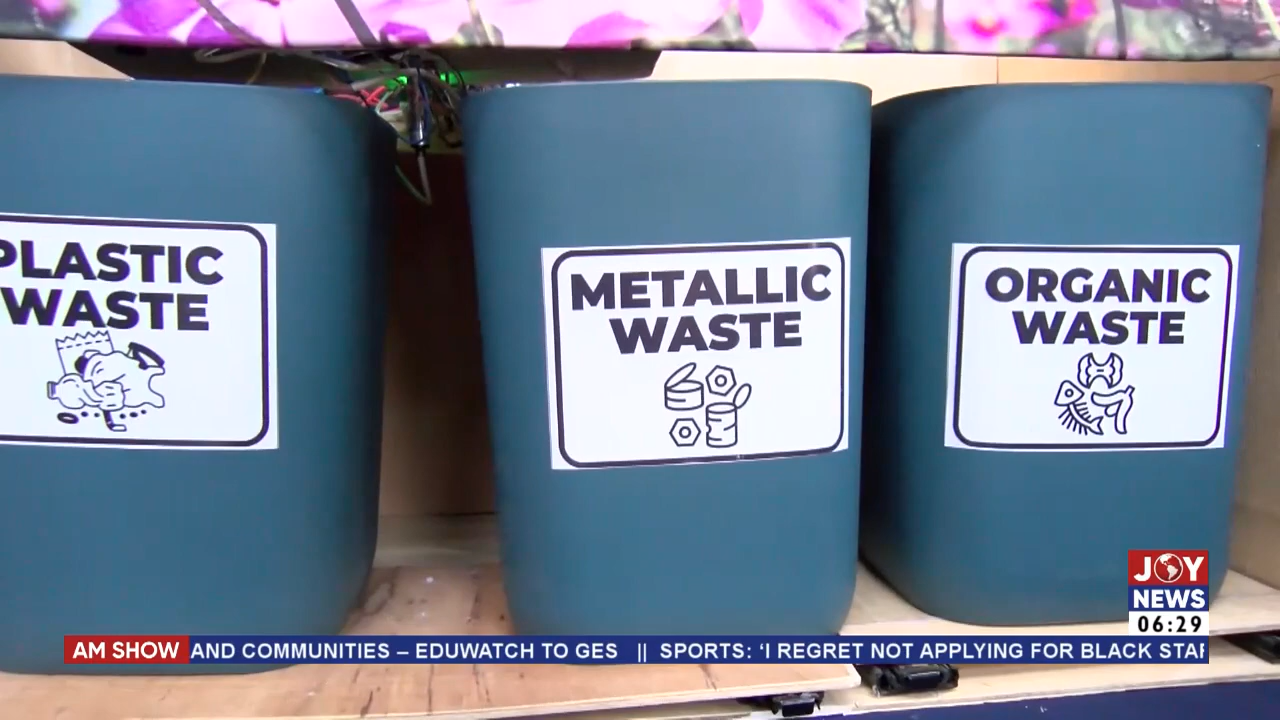 PLASTIC
WASTE
METALLIC
WASTE
ORGANIC
WASTE
JOY
NEWS
06:29
AM SHOW
AND COMMUNITIES – EDUWATCH TO GES || SPORTS: ‘I REGRET NOT APPLYING FOR BLACK STAR